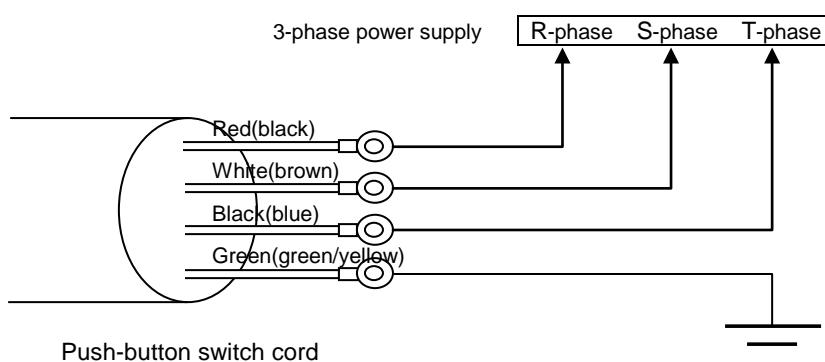 3-phase power supply R-phase S-phase T-phase
Red(black)
White(brown)
Black(blue)
Green(green/yellow)
Push-button switch cord